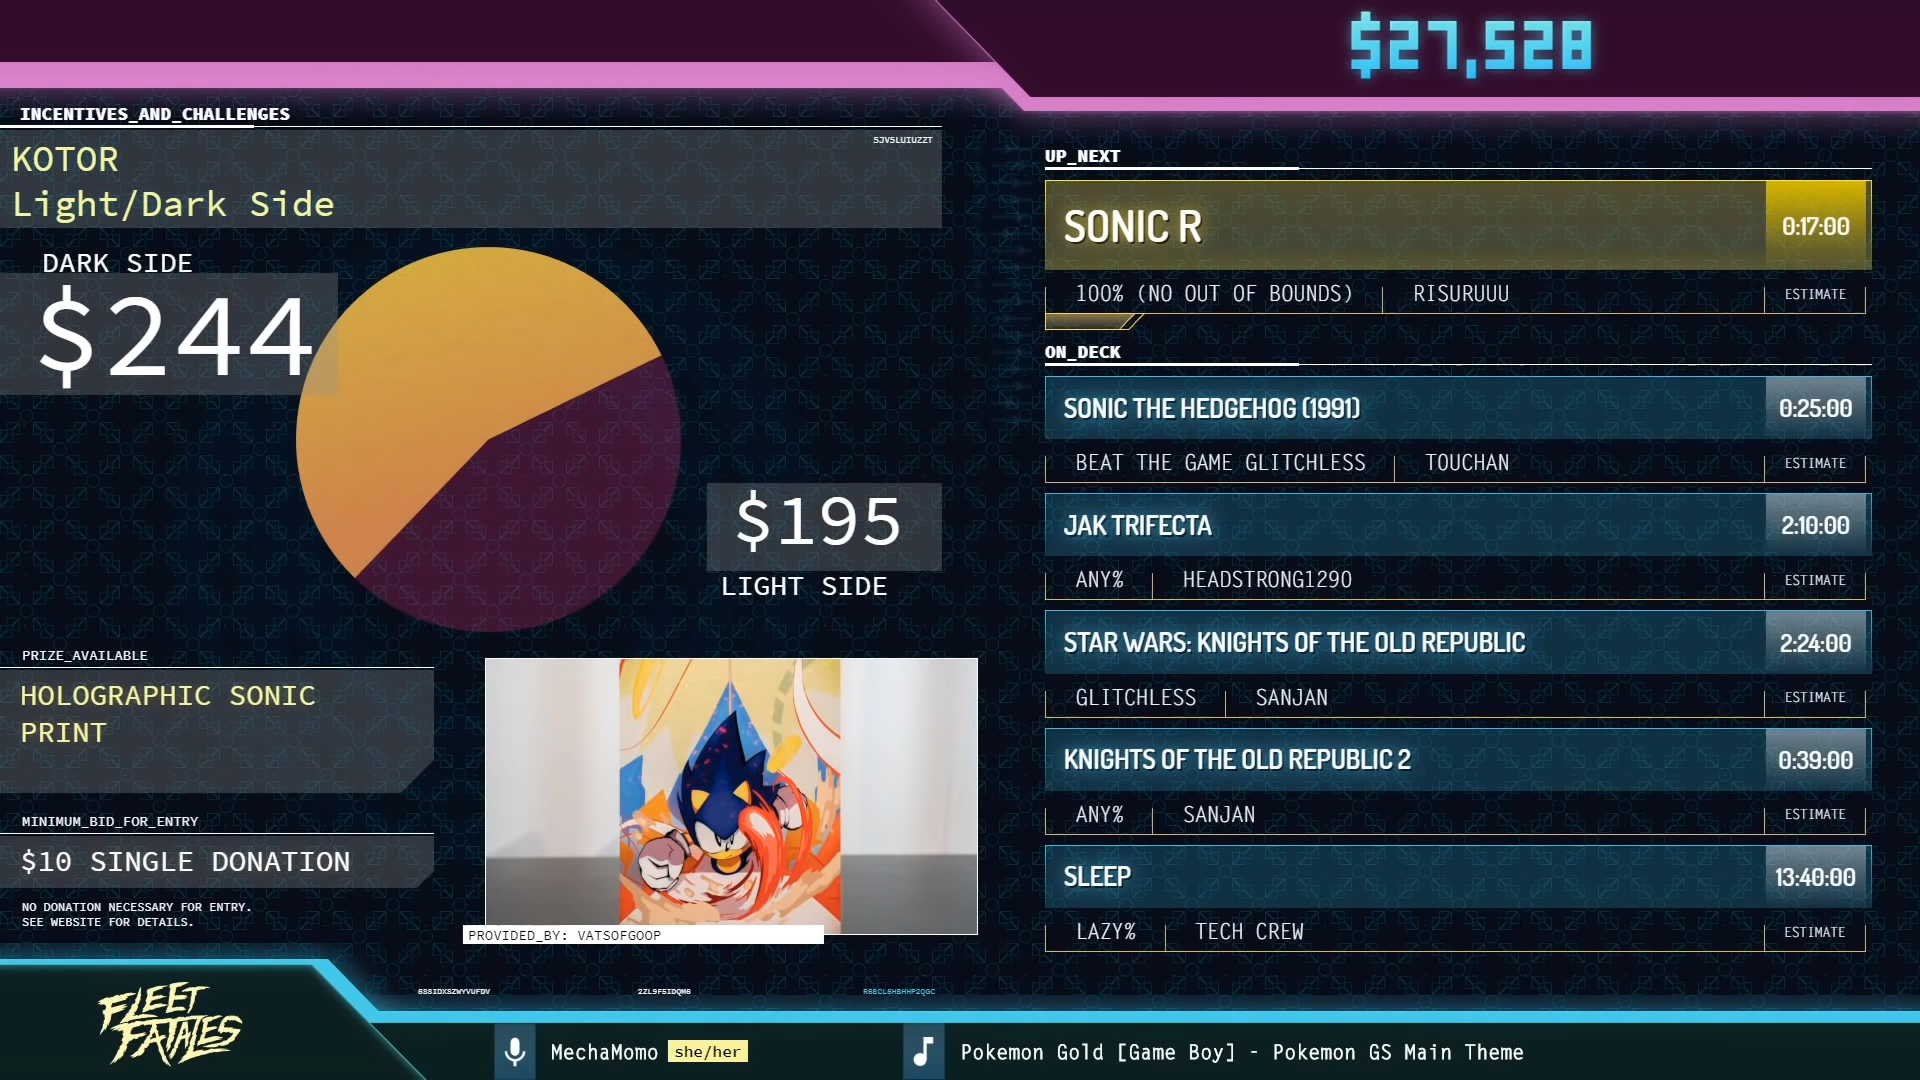 $27,528
INCENTIVES_AND_CHALLENGES
SJVSLUIUZZT
KOTOR
Light/Dark Side
DARK SIDE
$244
$195
LIGHT SIDE
PRIZE_AVAILABLE
HOLOGRAPHIC SONIC
PRINT
MINIMUM_BID_FOR_ENTRY
$10 SINGLE DONATION
NO DONATION NECESSARY FOR ENTRY.
SEE WEBSITE FOR DETAILS.
PROVIDED_BY: VATSOFGOOP
UP_NEXT
SONIC R 0:17:00
100% (NO OUT OF BOUNDS) RISURUUU ESTIMATE
ON_DECK
SONIC THE HEDGEHOG (1991) 0:25:00
BEAT THE GAME GLITCHLESS TOUCHAN ESTIMATE
JAK TRIFECTA 2:10:00
ANY% HEADSTRONG1290 ESTIMATE
STAR WARS: KNIGHTS OF THE OLD REPUBLIC 2:24:00
GLITCHLESS SANJAN ESTIMATE
KNIGHTS OF THE OLD REPUBLIC 2 0:39:00
ANY% SANJAN ESTIMATE
SLEEP 13:40:00
LAZY% TECH CREW ESTIMATE
FLEET
FATALES
MechaMomo she/her
Pokemon Gold [Game Boy] - Pokemon GS Main Theme